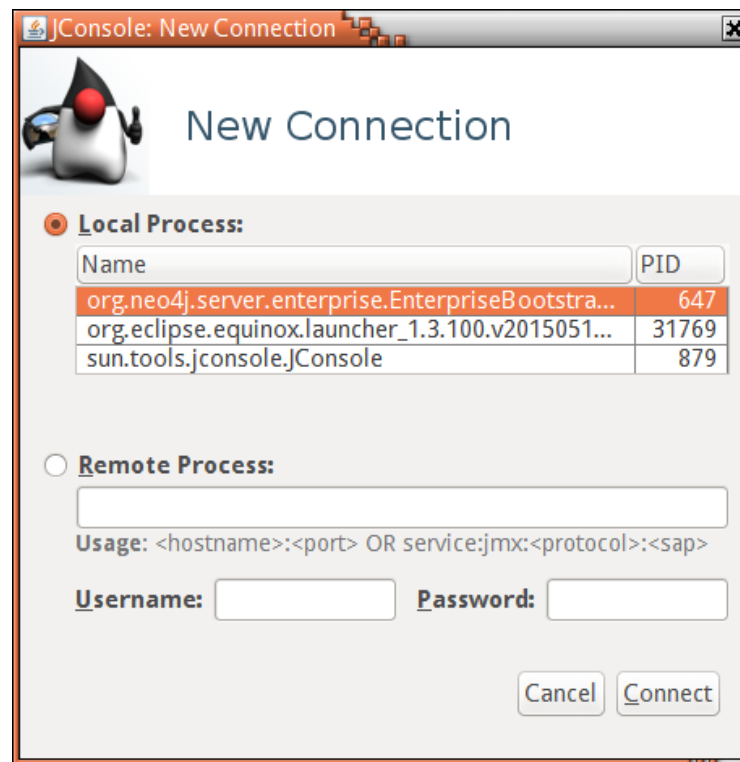 JConsole: New Connection
New Connection
Local Process:
Name PID
org.neo4j.server.enterprise.EnterpriseBootstra... 647
org.eclipse.equinox.launcher_1.3.100.v2015051... 31769
sun.tools.jconsole.JConsole 879
Remote Process:
Usage: <hostname>:<port> OR service:jmx:<protocol>:<sap>
Username: Password:
Cancel Connect